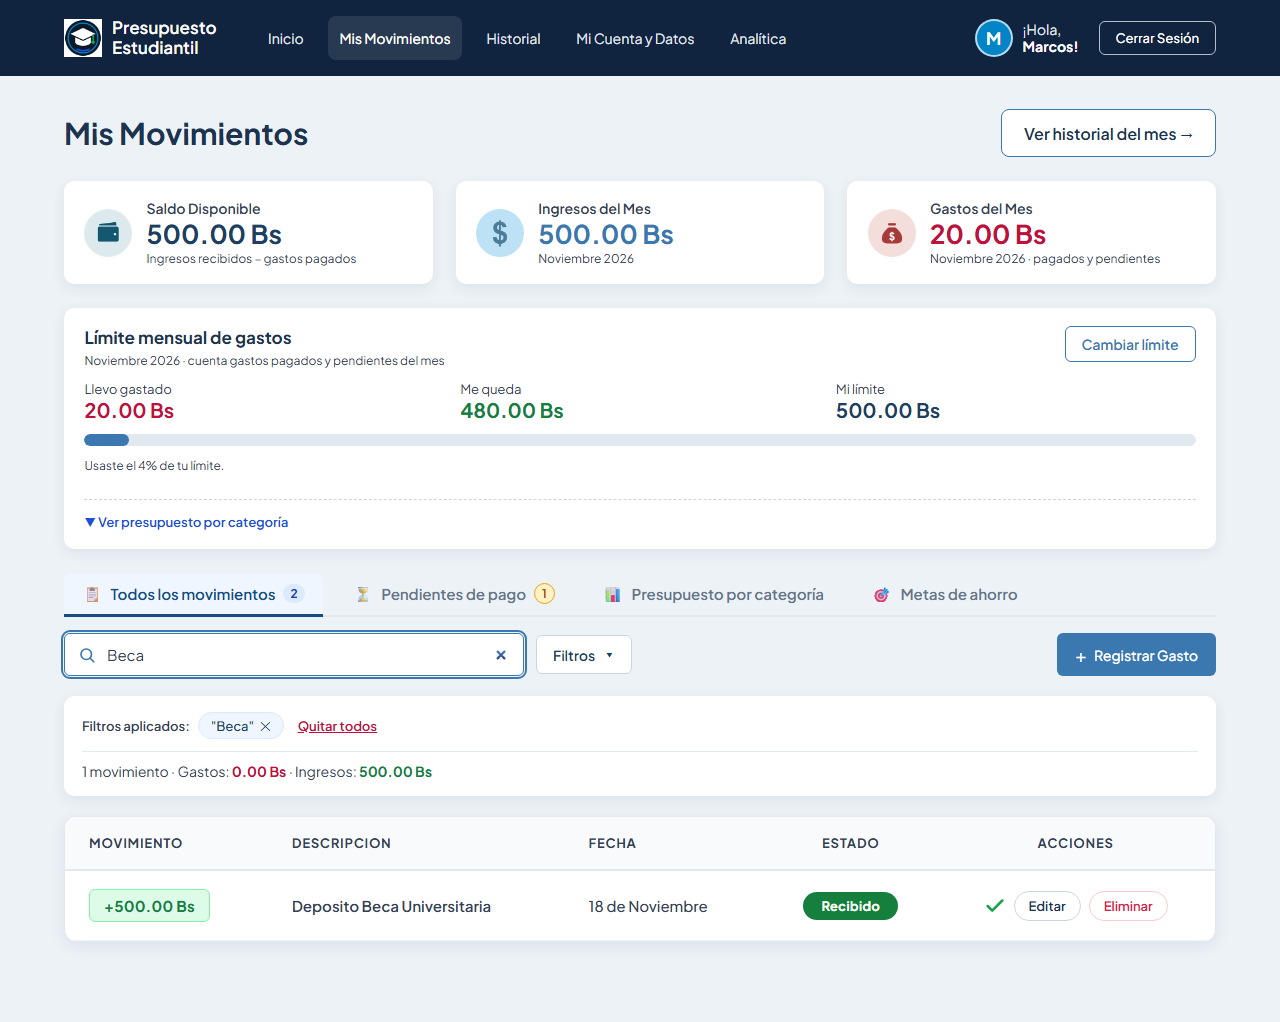 Presupuesto
Estudiantil
Inicio
Mis Movimientos
Historial
Mi Cuenta y Datos
Analítica
M
¡Hola,
Marcos!
Cerrar Sesión
Mis Movimientos
Ver historial del mes →
Saldo Disponible
500.00 Bs
Ingresos recibidos – gastos pagados
$
Ingresos del Mes
500.00 Bs
Noviembre 2026
$
Gastos del Mes
20.00 Bs
Noviembre 2026 · pagados y pendientes
Límite mensual de gastos
Noviembre 2026 · cuenta gastos pagados y pendientes del mes
Cambiar límite
Llevo gastado
20.00 Bs
Me queda
480.00 Bs
Mi límite
500.00 Bs
Usaste el 4% de tu límite.
▼ Ver presupuesto por categoría
Todos los movimientos 2
Pendientes de pago 1
Presupuesto por categoría
Metas de ahorro
Beca ×
Filtros ▼
+ Registrar Gasto
Filtros aplicados: "Beca" × Quitar todos
1 movimiento · Gastos: 0.00 Bs · Ingresos: 500.00 Bs
MOVIMIENTO DESCRIPCION FECHA ESTADO ACCIONES
+500.00 Bs Deposito Beca Universitaria 18 de Noviembre Recibido ✓ Editar Eliminar